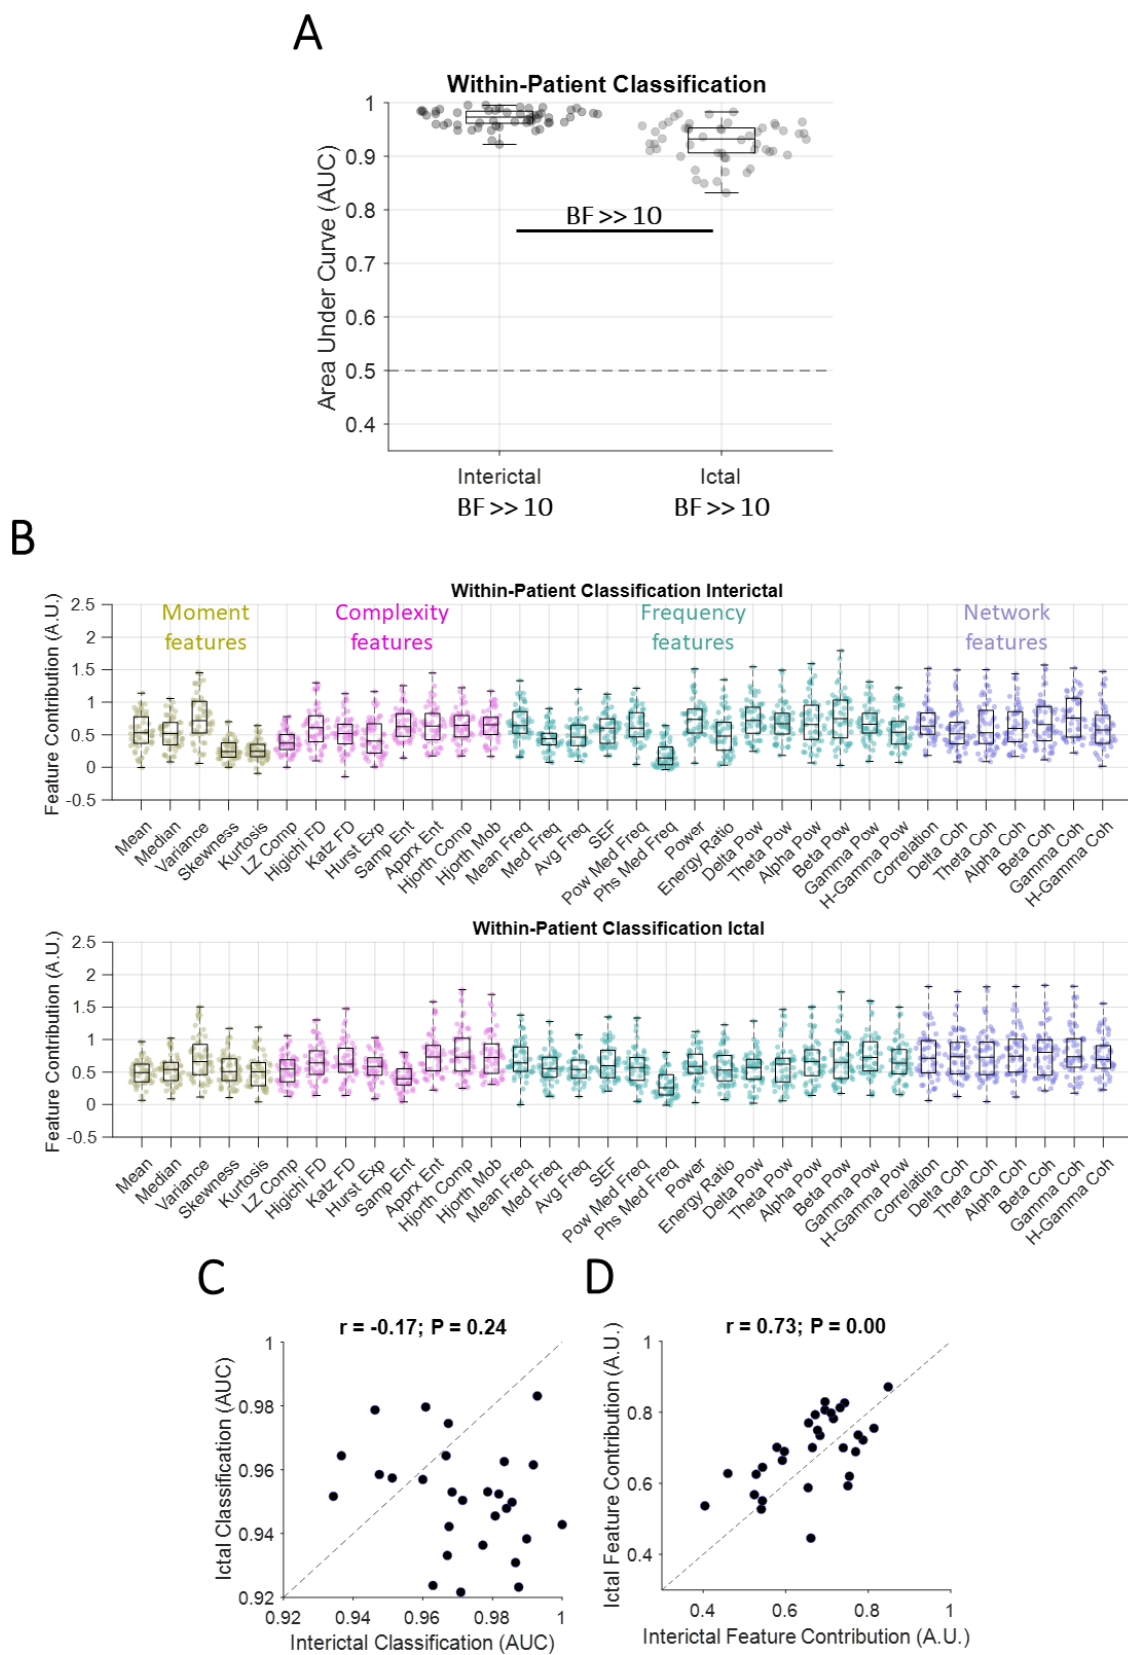 A
Within-Patient Classification
Area Under Curve (AUC)
1
0.9
0.8
0.7
0.6
0.5
0.4
BF >> 10
Interictal
Ictal
BF >> 10
BF >> 10
B
Within-Patient Classification Interictal
Feature Contribution (A.U.)
2.5
2
1.5
1
0.5
0
-0.5
Moment
features
Complexity
features
Frequency
features
Network
features
Mean
Median
Variance
Skewness
Kurtosis
LZ Comp
Higichi FD
Katz FD
Hurst Exp
Samp Ent
Apprx Ent
Hjorth Comp
Hjorth Mob
Mean Freq
Med Freq
Avg Freq
SEF
Pow Med Freq
Phs Med Freq
Power
Energy Ratio
Delta Pow
Theta Pow
Alpha Pow
Beta Pow
Gamma Pow
H-Gamma Pow
Correlation
Delta Coh
Theta Coh
Alpha Coh
Beta Coh
Gamma Coh
H-Gamma Coh
Within-Patient Classification Ictal
Feature Contribution (A.U.)
2.5
2
1.5
1
0.5
0
-0.5
Mean
Median
Variance
Skewness
Kurtosis
LZ Comp
Higichi FD
Katz FD
Hurst Exp
Samp Ent
Apprx Ent
Hjorth Comp
Hjorth Mob
Mean Freq
Med Freq
Avg Freq
SEF
Pow Med Freq
Phs Med Freq
Power
Energy Ratio
Delta Pow
Theta Pow
Alpha Pow
Beta Pow
Gamma Pow
H-Gamma Pow
Correlation
Delta Coh
Theta Coh
Alpha Coh
Beta Coh
Gamma Coh
H-Gamma Coh
C
r = -0.17; P = 0.24
Ictal Classification (AUC)
1
0.98
0.96
0.94
0.92
0.92
0.94
0.96
0.98
1
Interictal Classification (AUC)
D
r = 0.73; P = 0.00
Ictal Feature Contribution (A.U.)
1
0.8
0.6
0.4
0.4
0.6
0.8
1
Interictal Feature Contribution (A.U.)